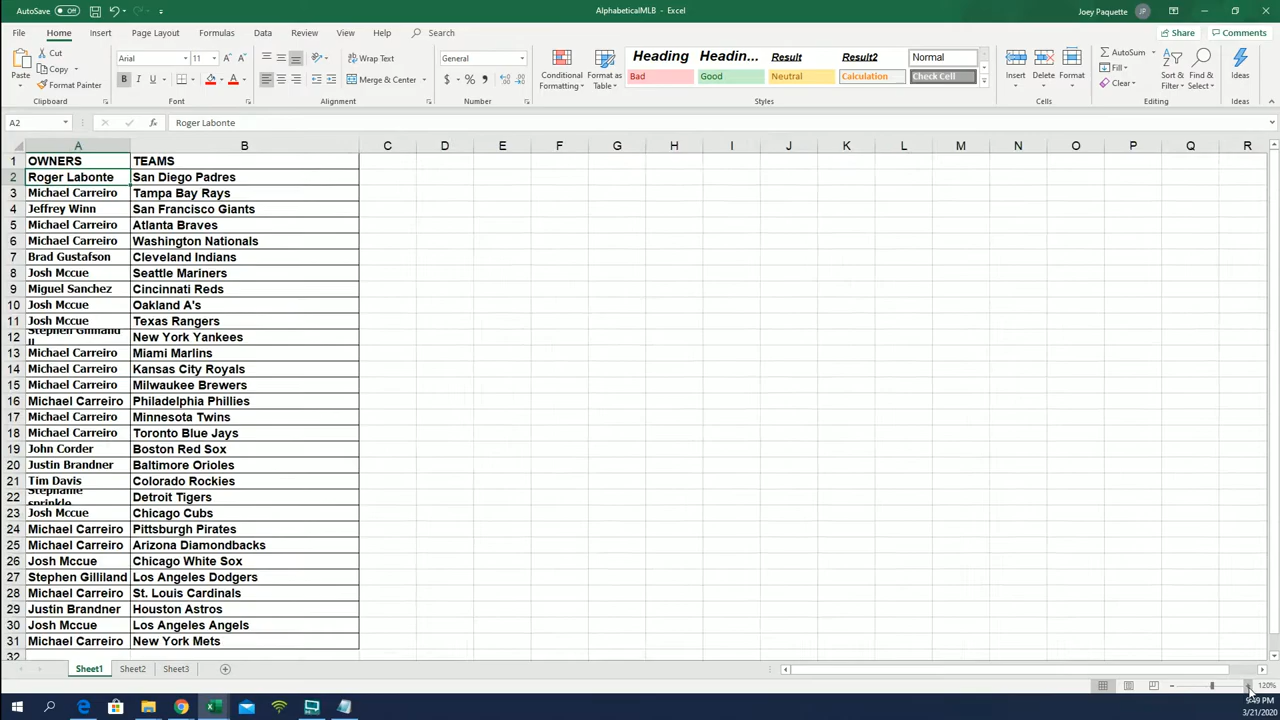 AutoSave Off AlphabeticalMLB - Excel Joey Paquette JP
File Home Insert Page Layout Formulas Data Review View Help Search Share Comments
Cut
Copy
Format Painter
Paste
Clipboard
Arial 11
B I U
Font
Wrap Text
Merge & Center
Alignment
General
$ % ,
Number
Conditional Formatting
Format as Table
Heading Headin... Result Result2 Normal
Bad Good Neutral Calculation Check Cell
Styles
Insert Delete Format
Cells
AutoSum
Fill
Clear
Sort & Filter
Find & Select
Editing
Ideas
Ideas
A2 fx Roger Labonte
A B C D E F G H I J K L M N O P Q R
1 OWNERS TEAMS
2 Roger Labonte San Diego Padres
3 Michael Carreiro Tampa Bay Rays
4 Jeffrey Winn San Francisco Giants
5 Michael Carreiro Atlanta Braves
6 Michael Carreiro Washington Nationals
7 Brad Gustafson Cleveland Indians
8 Josh Mccue Seattle Mariners
9 Miguel Sanchez Cincinnati Reds
10 Josh Mccue Oakland A's
11 Josh Mccue Texas Rangers
12 Stephen Gilliland II New York Yankees
13 Michael Carreiro Miami Marlins
14 Michael Carreiro Kansas City Royals
15 Michael Carreiro Milwaukee Brewers
16 Michael Carreiro Philadelphia Phillies
17 Michael Carreiro Minnesota Twins
18 Michael Carreiro Toronto Blue Jays
19 John Corder Boston Red Sox
20 Justin Brandner Baltimore Orioles
21 Tim Davis Colorado Rockies
22 Stephanie sprinkle Detroit Tigers
23 Josh Mccue Chicago Cubs
24 Michael Carreiro Pittsburgh Pirates
25 Michael Carreiro Arizona Diamondbacks
26 Josh Mccue Chicago White Sox
27 Stephen Gilliland Los Angeles Dodgers
28 Michael Carreiro St. Louis Cardinals
29 Justin Brandner Houston Astros
30 Josh Mccue Los Angeles Angels
31 Michael Carreiro New York Mets
32
Sheet1 Sheet2 Sheet3
120%
9:49 PM
3/21/2020